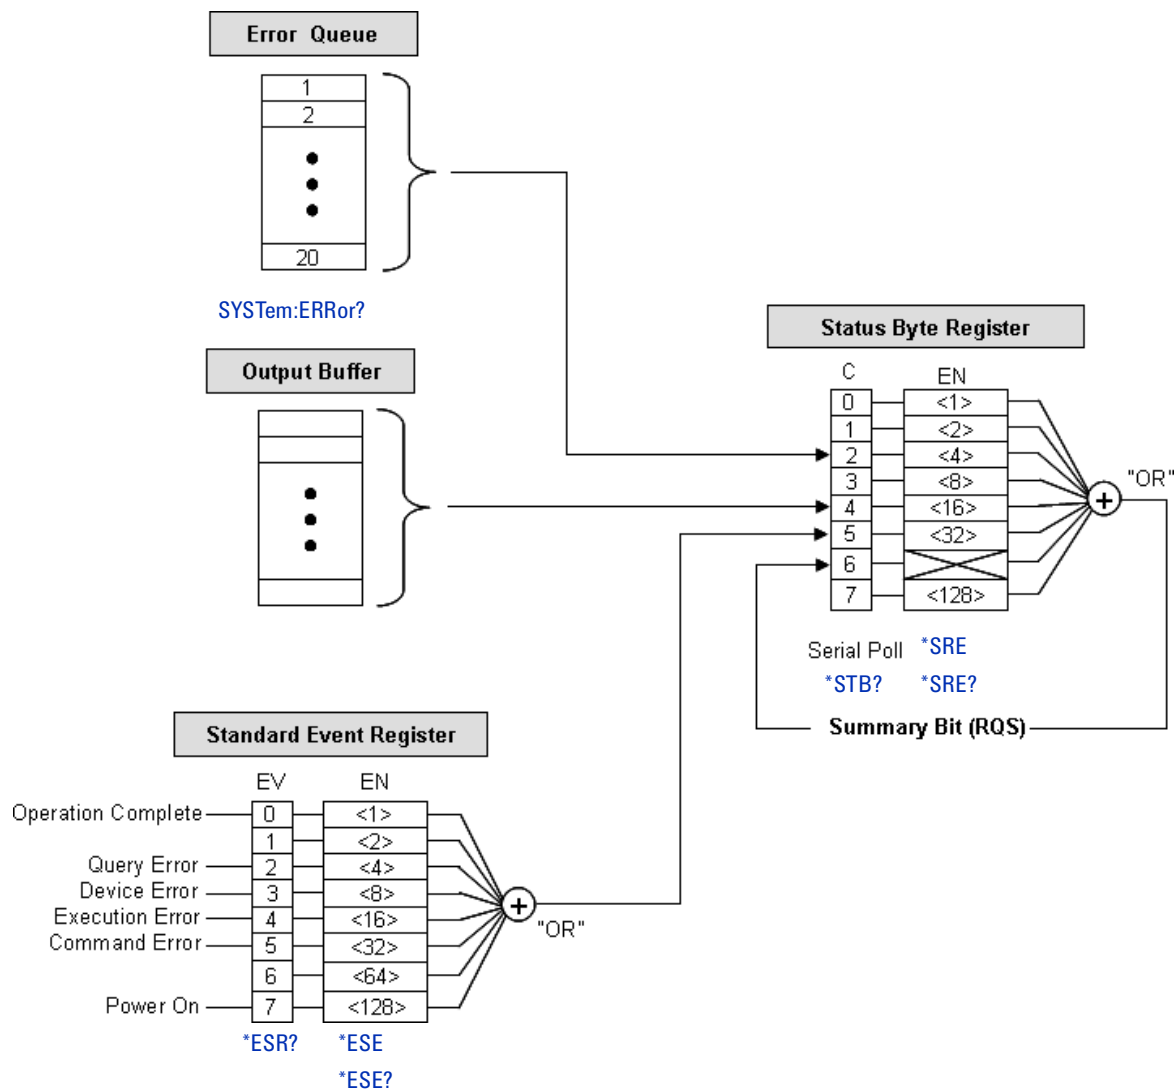 Error Queue
1
2
20
SYSTem:ERRor?
Output Buffer
Status Byte Register
C EN
0 <1>
1 <2>
2 <4>
3 <8>
4 <16>
5 <32>
6
7 <128>
"OR"
Serial Poll *SRE
*STB? *SRE?
Summary Bit (RQS)
Standard Event Register
EV EN
Operation Complete 0 <1>
1 <2>
Query Error 2 <4>
Device Error 3 <8>
Execution Error 4 <16>
Command Error 5 <32>
6 <64>
Power On 7 <128>
+
"OR"
+
*ESR? *ESE
*ESE?